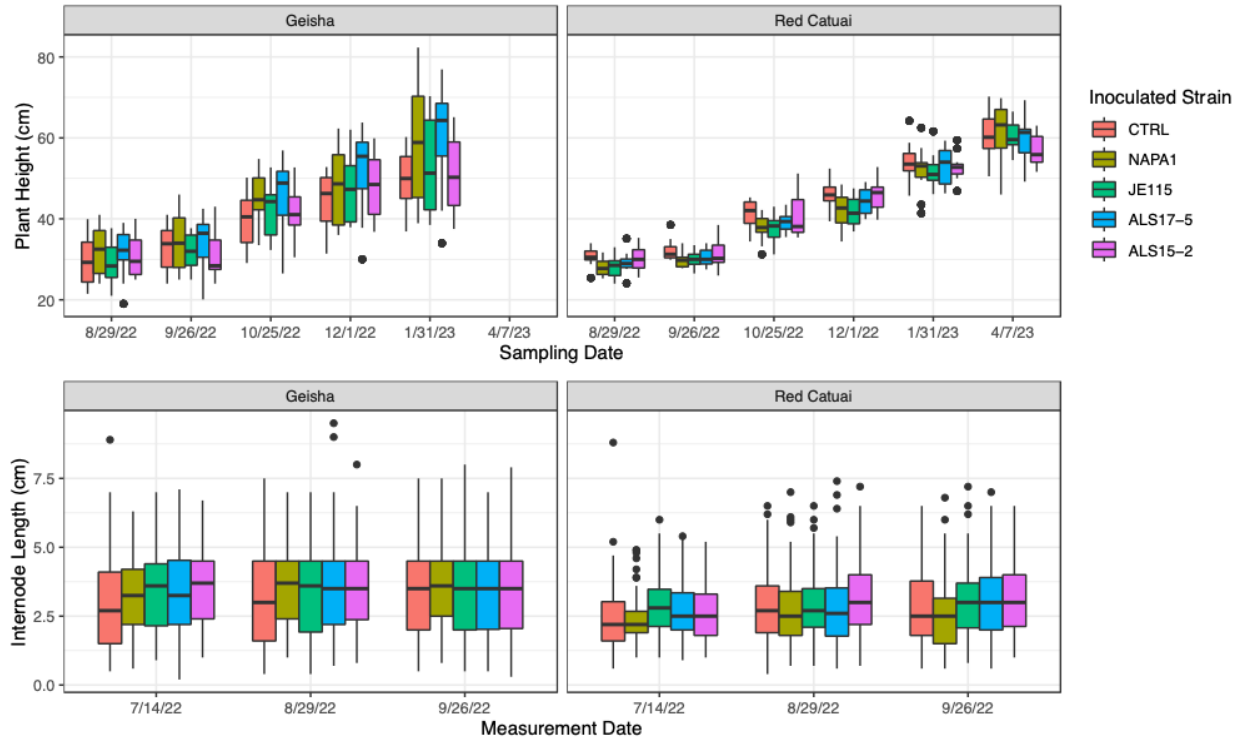 Geisha
Red Catuai
Plant Height (cm)
80
60
40
20
8/29/22 9/26/22 10/25/22 12/1/22 1/31/23 4/7/23
8/29/22 9/26/22 10/25/22 12/1/22 1/31/23 4/7/23
Sampling Date
Inoculated Strain
CTRL
NAPA1
JE115
ALS17-5
ALS15-2
Geisha
Red Catuai
Internode Length (cm)
7.5
5.0
2.5
0.0
7/14/22 8/29/22 9/26/22
7/14/22 8/29/22 9/26/22
Measurement Date